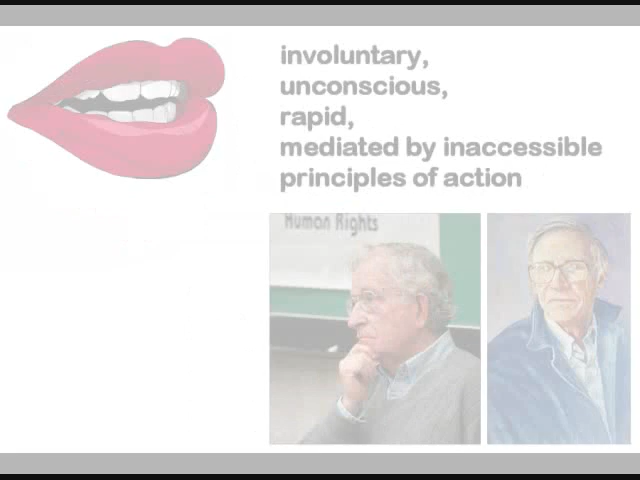 involuntary,
unconscious,
rapid,
mediated by inaccessible
principles of action
Human Rights